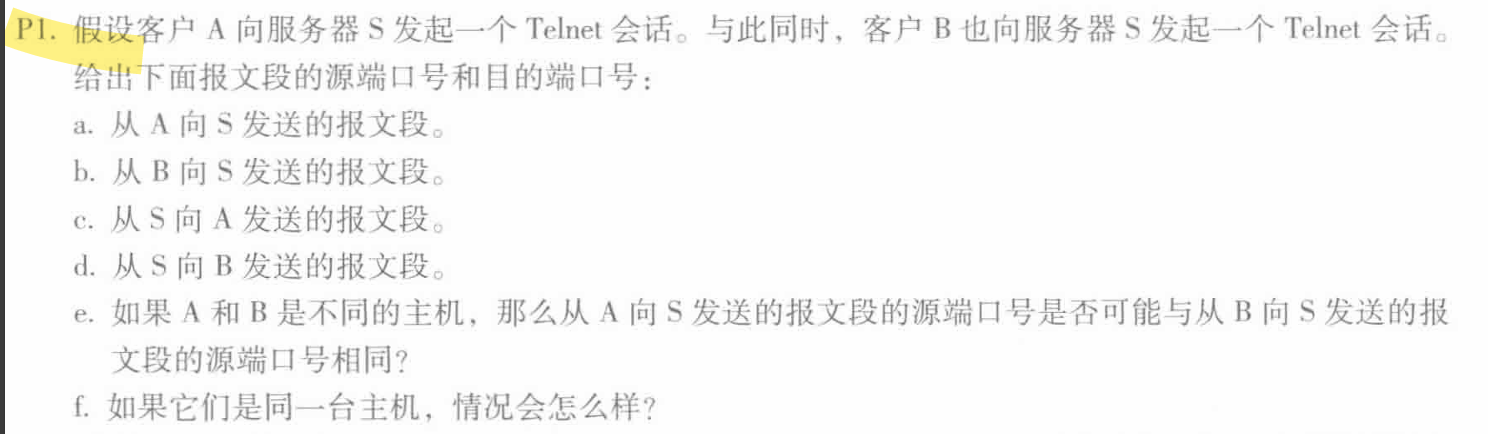 P1. 假设客户 A 向服务器 S 发起一个 Telnet 会话。与此同时，客户 B 也向服务器 S 发起一个 Telnet 会话。
给出下面报文段的源端口号和目的端口号：
a. 从 A 向 S 发送的报文段。
b. 从 B 向 S 发送的报文段。
c. 从 S 向 A 发送的报文段。
d. 从 S 向 B 发送的报文段。
e. 如果 A 和 B 是不同的主机，那么从 A 向 S 发送的报文段的源端口号是否可能与从 B 向 S 发送的报
文段的源端口号相同？
f. 如果它们是同一台主机，情况会怎么样？